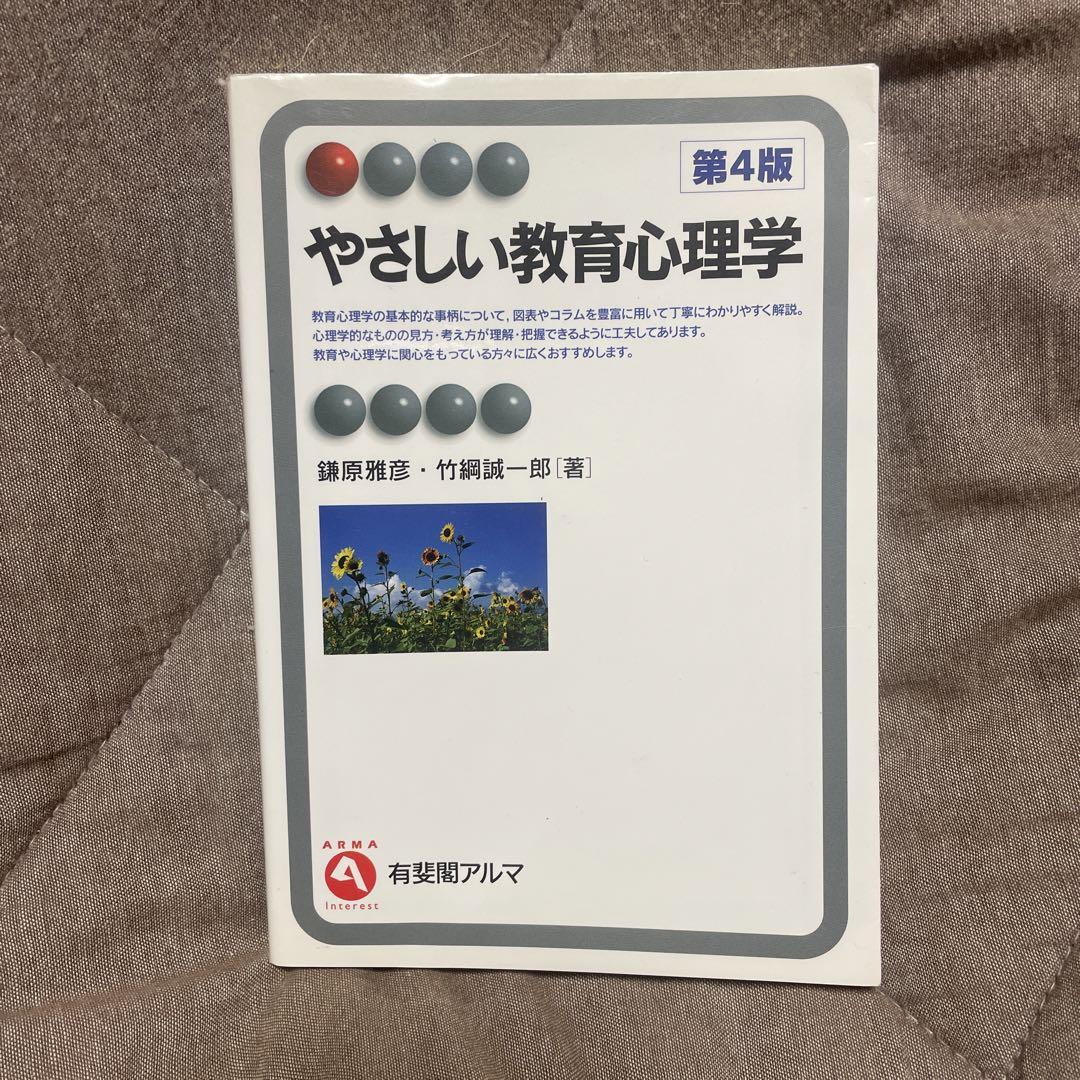 第4版
やさしい教育心理学
教育心理学の基本的な事柄について，図表やコラムを豊富に用いて丁寧にわかりやすく解説。
心理学的なものの見方・考え方が理解・把握できるように工夫してあります。
教育や心理学に関心をもっている方々に広くおすすめします。
鎌原雅彦・竹綱誠一郎［著］
ARMA
A
有斐閣アルマ
Interest